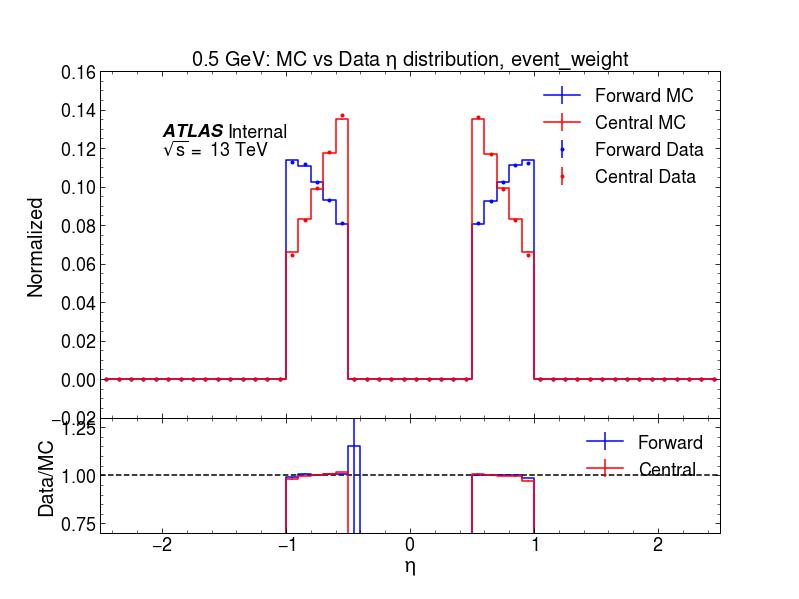 0.5 GeV: MC vs Data η distribution, event_weight
0.16
0.14
0.12
0.10
0.08
0.06
0.04
0.02
0.00
−0.02
Normalized
ATLAS Internal
√s = 13 TeV
Forward MC
Central MC
Forward Data
Central Data
1.25
1.00
0.75
Data/MC
Forward
Central
−2
−1
0
1
2
η